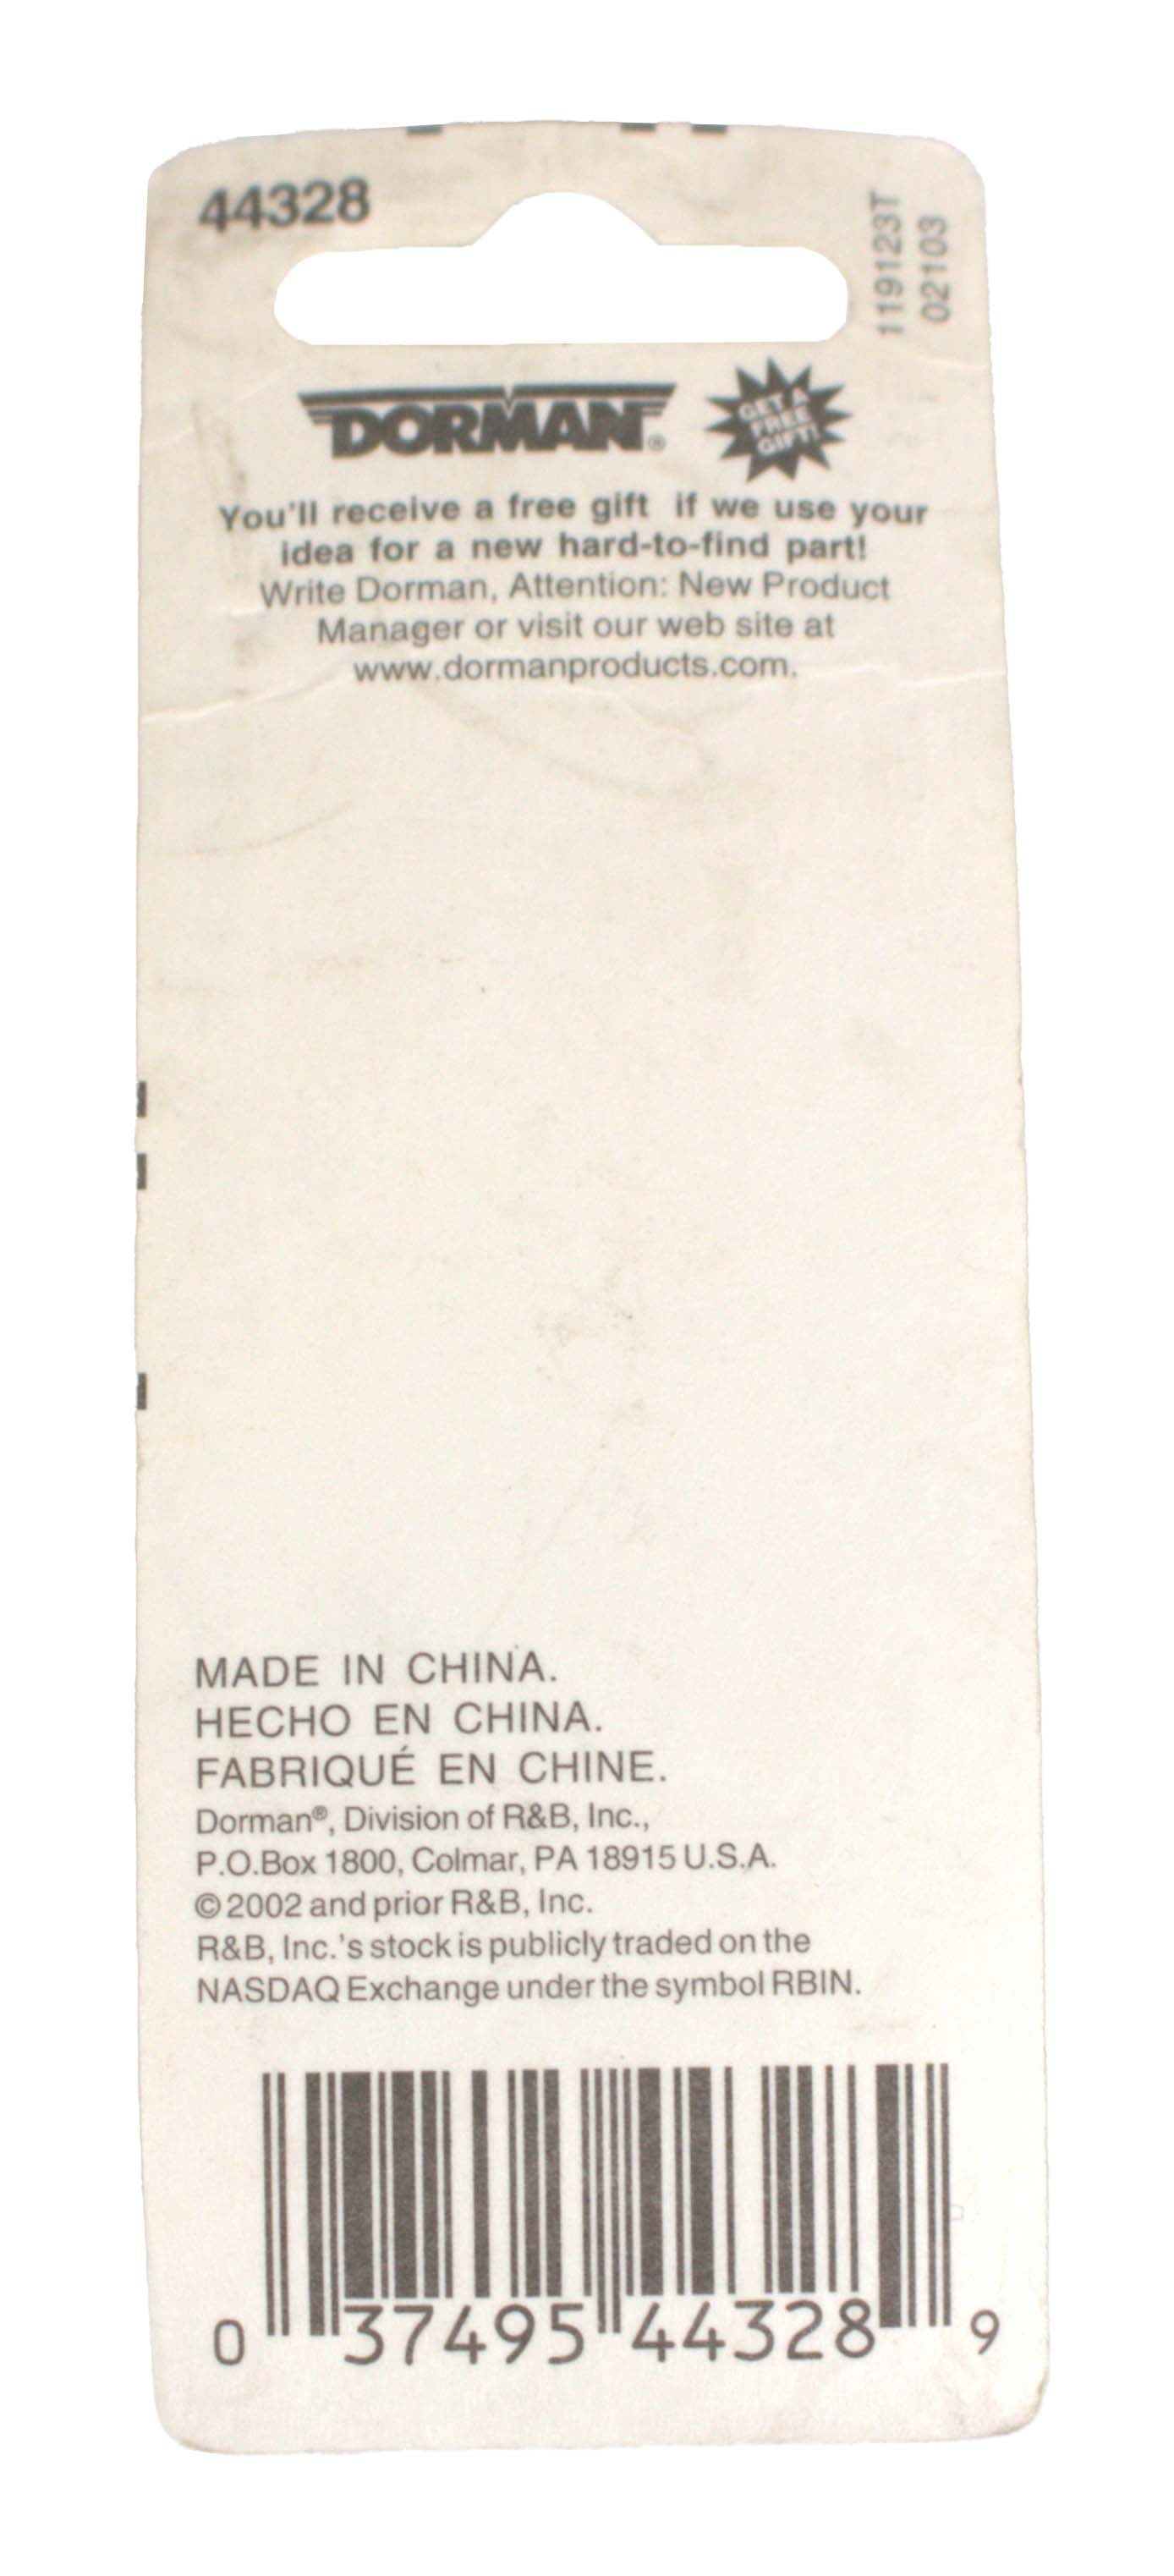 44328
119123T
02103
DORMAN®
GET A
FREE
GIFT!
You'll receive a free gift if we use your
idea for a new hard-to-find part!
Write Dorman, Attention: New Product
Manager or visit our web site at
www.dormanproducts.com.
MADE IN CHINA.
HECHO EN CHINA.
FABRIQUÉ EN CHINE.
Dorman®, Division of R&B, Inc.,
P.O.Box 1800, Colmar, PA 18915 U.S.A.
©2002 and prior R&B, Inc.
R&B, Inc.'s stock is publicly traded on the
NASDAQ Exchange under the symbol RBIN.
0 37495 44328 9